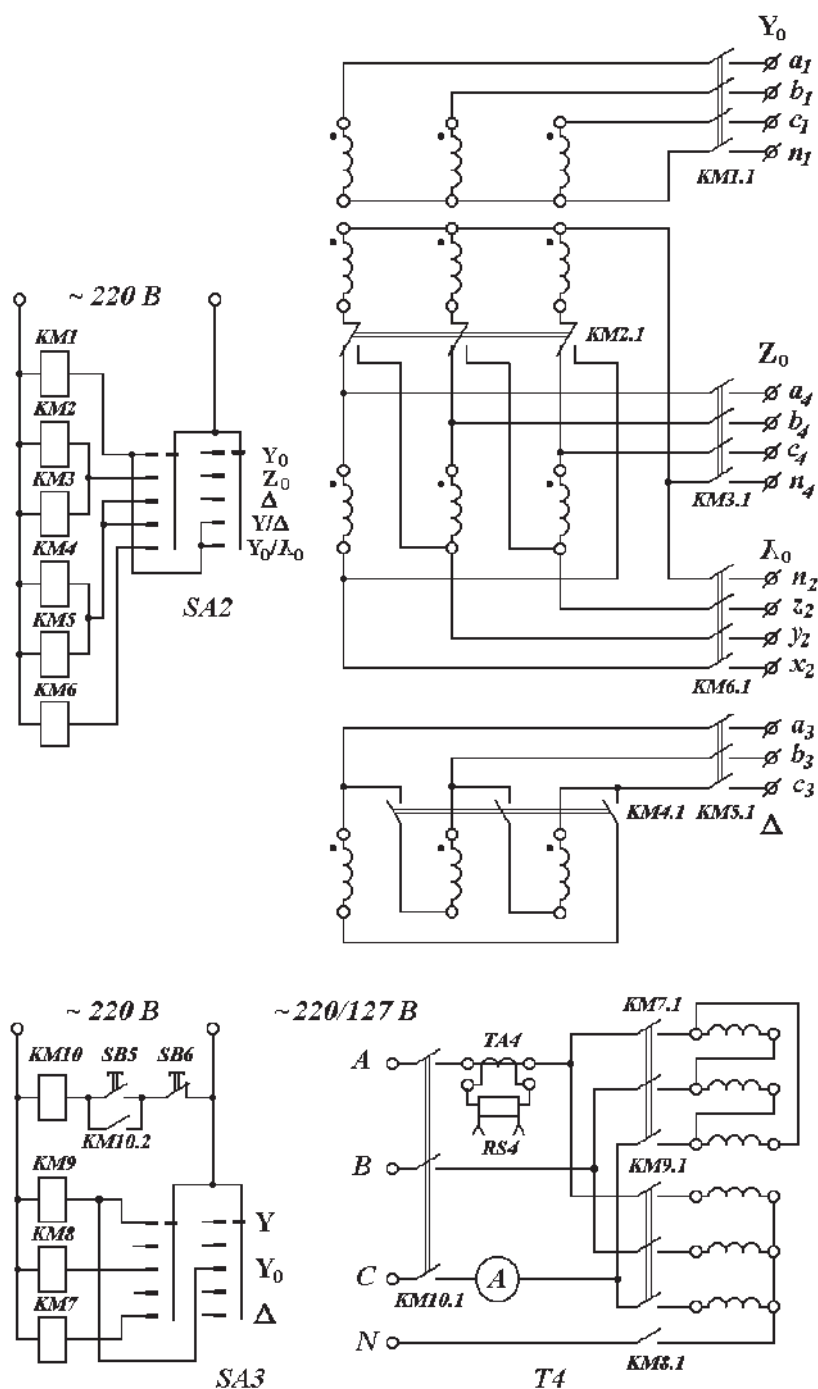 Y₀
a₁
b₁
c₁
n₁
KM1.1
~ 220 В
KM1
KM2
KM3
KM4
KM5
KM6
Y₀
Z₀
Δ
Y/Δ
Y₀/⅄₀
SA2
KM2.1
Z₀
a₄
b₄
c₄
n₄
KM3.1
⅄₀
n₂
z₂
y₂
x₂
KM6.1
a₃
b₃
c₃
KM4.1 KM5.1
Δ
~ 220 В
KM10 SB5 SB6
KM10.2
KM9
KM8
KM7
Y
Y₀
Δ
SA3
~ 220/127 В
KM7.1
TA4
A
RS4
KM9.1
B
C
A
KM10.1
N
KM8.1
T4